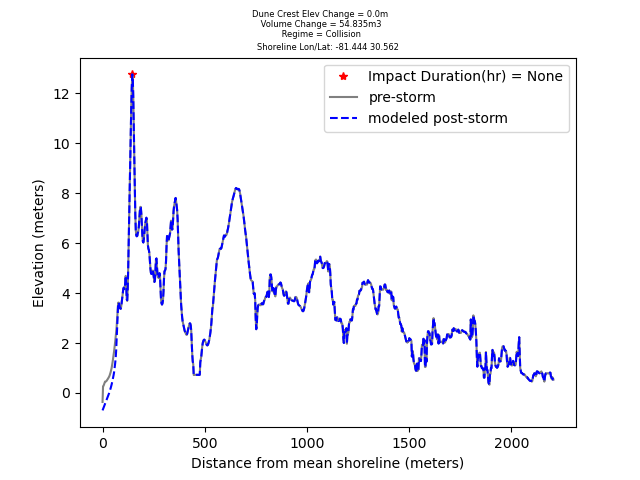 Dune Crest Elev Change = 0.0m
Volume Change = 54.835m3
Regime = Collision
Shoreline Lon/Lat: -81.444 30.562
Impact Duration(hr) = None
pre-storm
modeled post-storm
Elevation (meters)
12
10
8
6
4
2
0
0 500 1000 1500 2000
Distance from mean shoreline (meters)